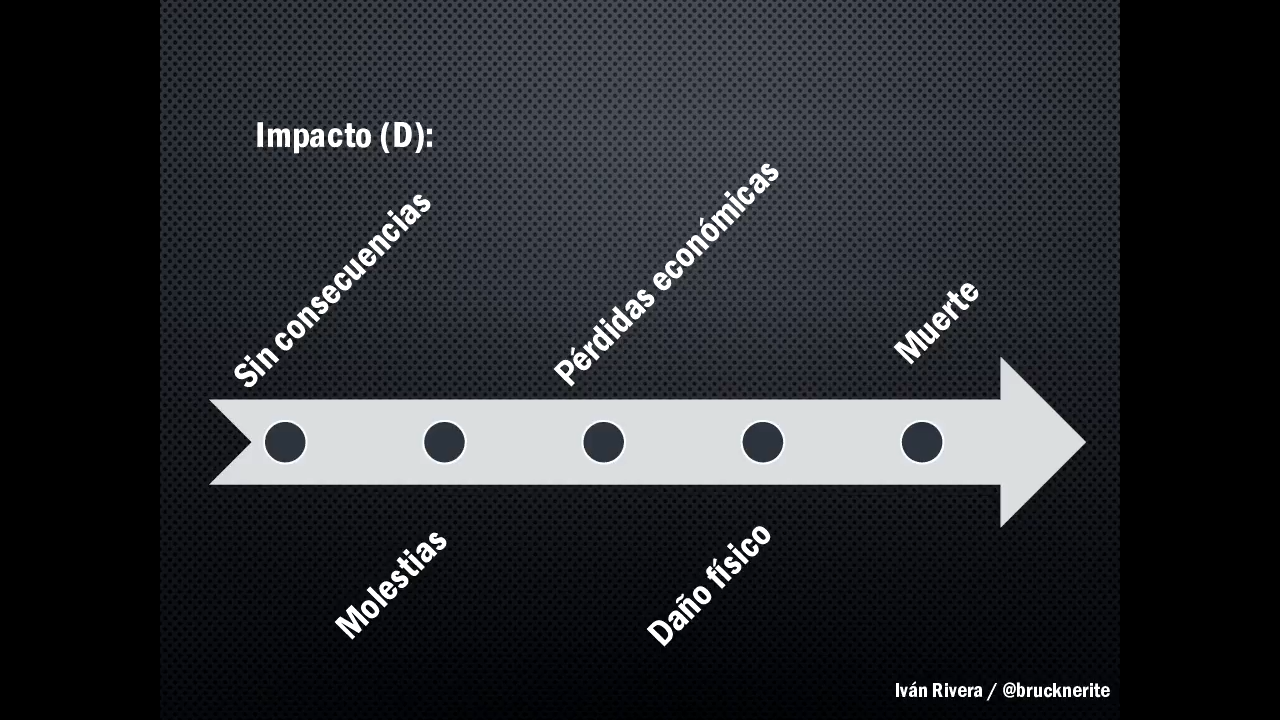 Impacto (D):
Sin consecuencias
Molestias
Pérdidas económicas
Daño físico
Muerte
Iván Rivera / @brucknerite